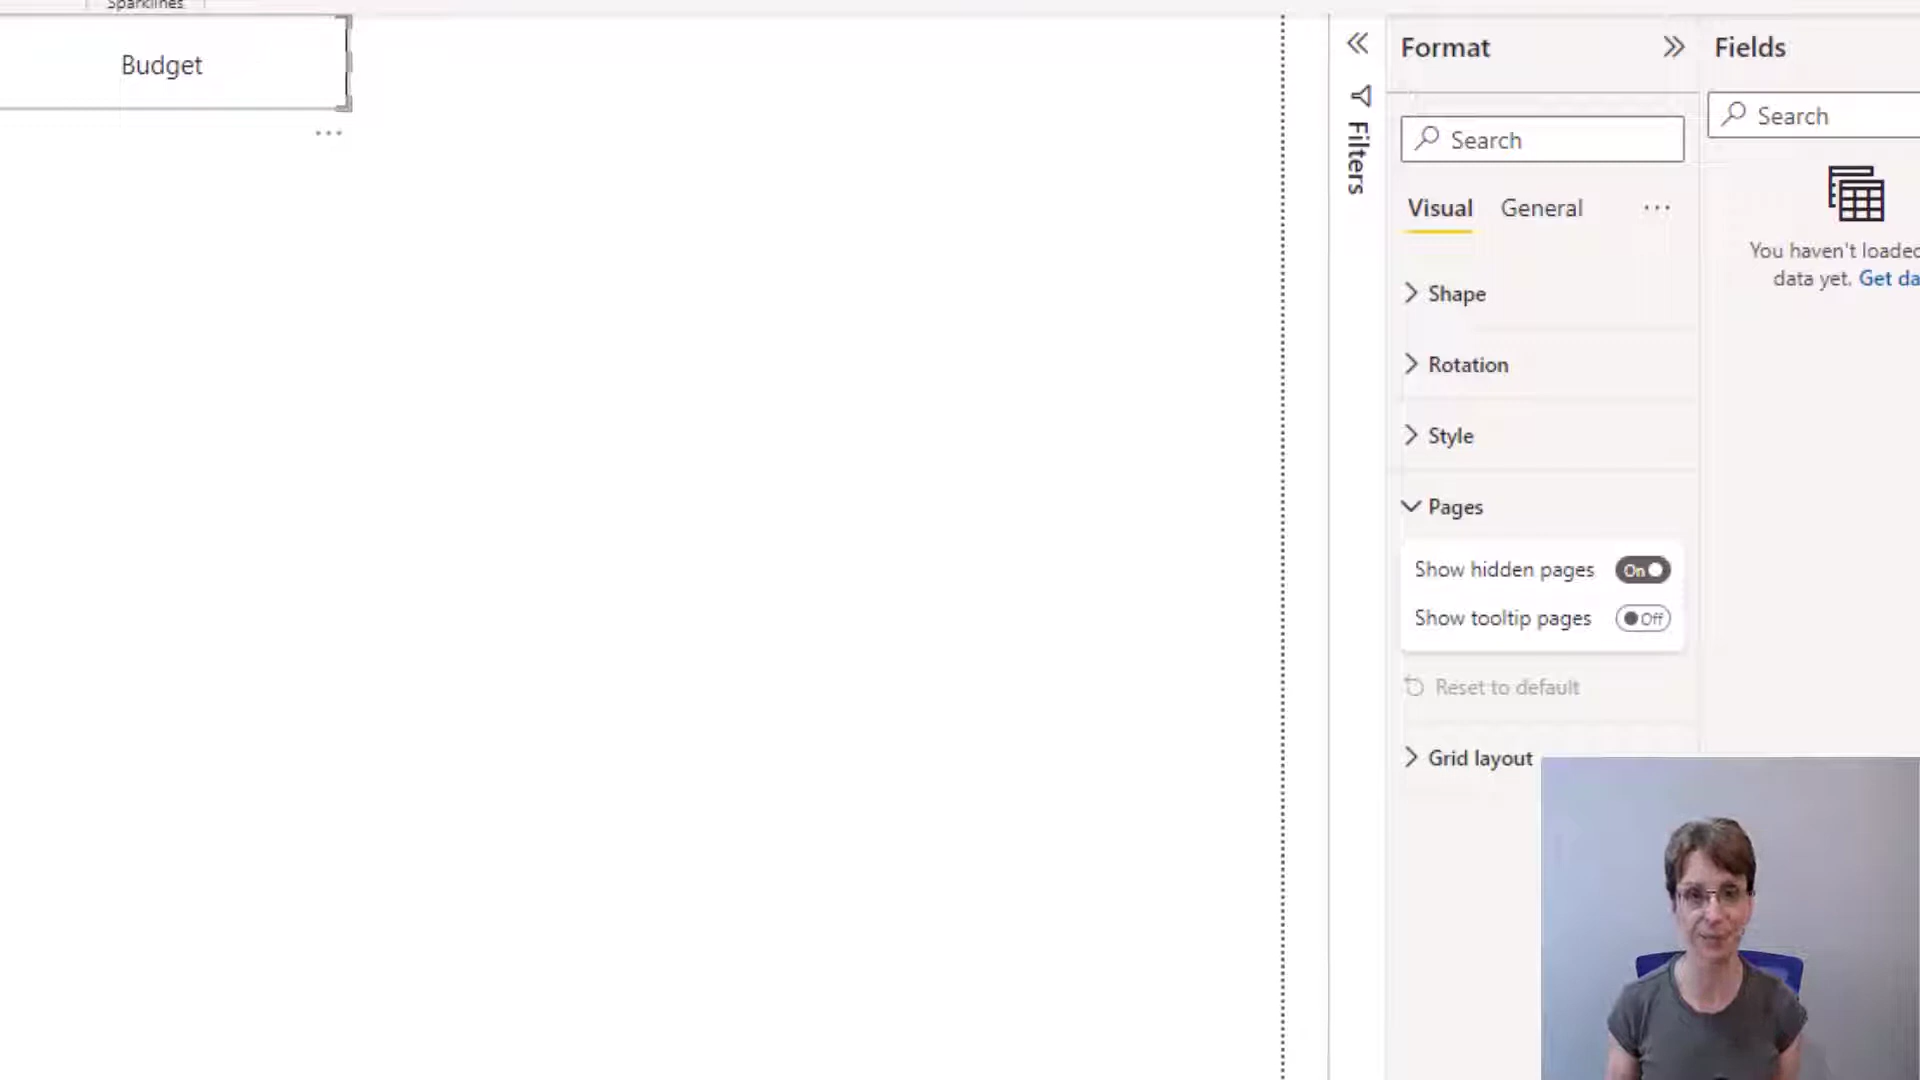 Sparklines
Budget
Filters
Format
Search
Visual
General
Shape
Rotation
Style
Pages
Show hidden pages
On
Show tooltip pages
Off
Reset to default
Grid layout
Fields
Search
You haven't loaded
data yet. Get da